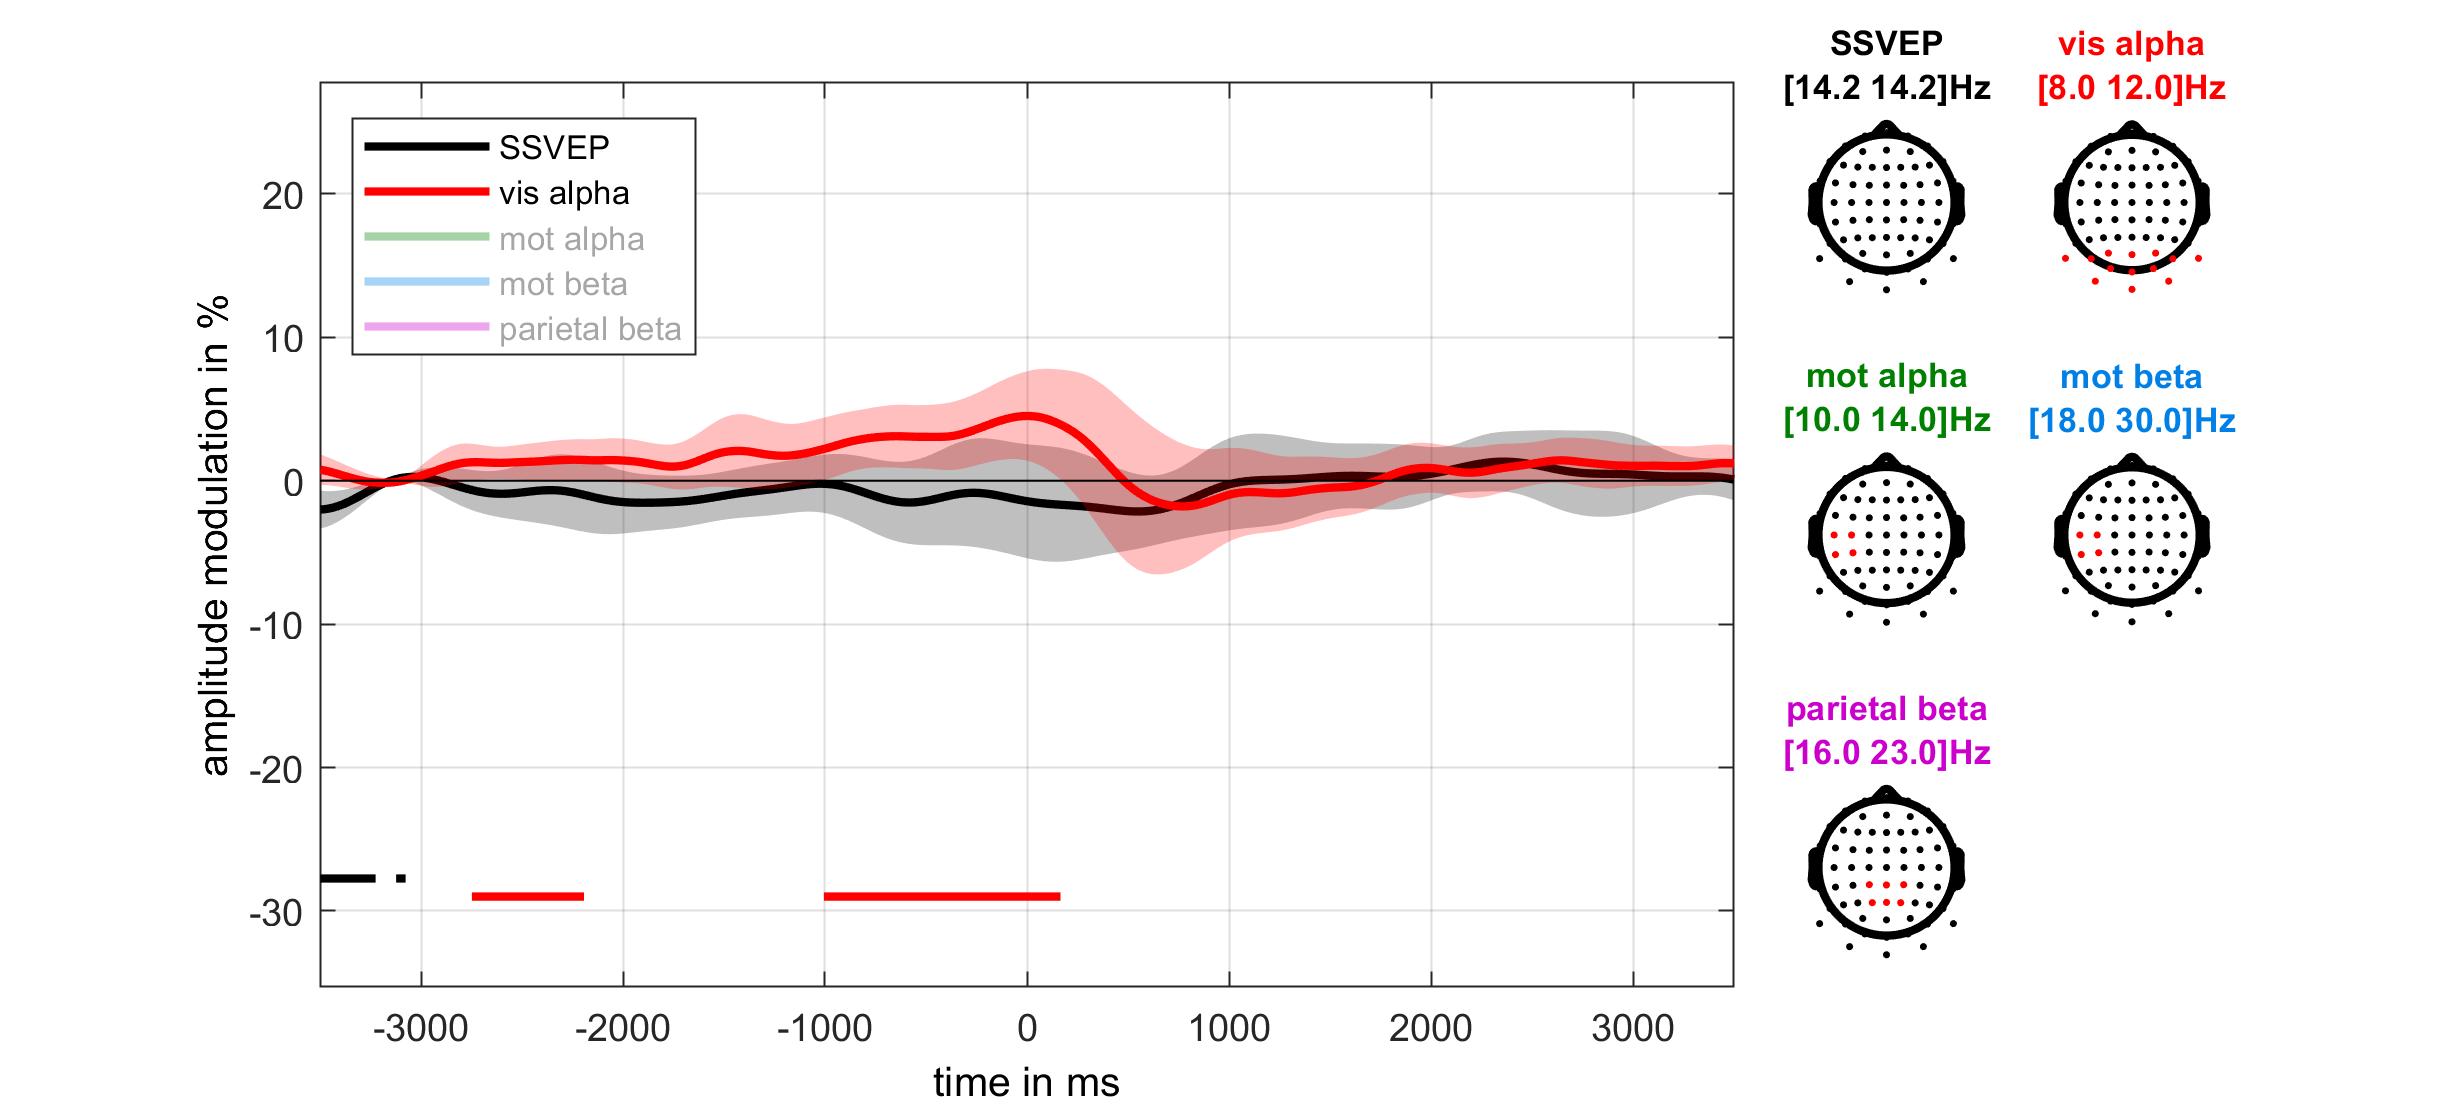 SSVEP
[14.2 14.2]Hz
vis alpha
[8.0 12.0]Hz
SSVEP
vis alpha
mot alpha
mot beta
parietal beta
20
10
0
-10
-20
-30
amplitude modulation in %
-3000
-2000
-1000
0
1000
2000
3000
time in ms
mot alpha
[10.0 14.0]Hz
mot beta
[18.0 30.0]Hz
parietal beta
[16.0 23.0]Hz